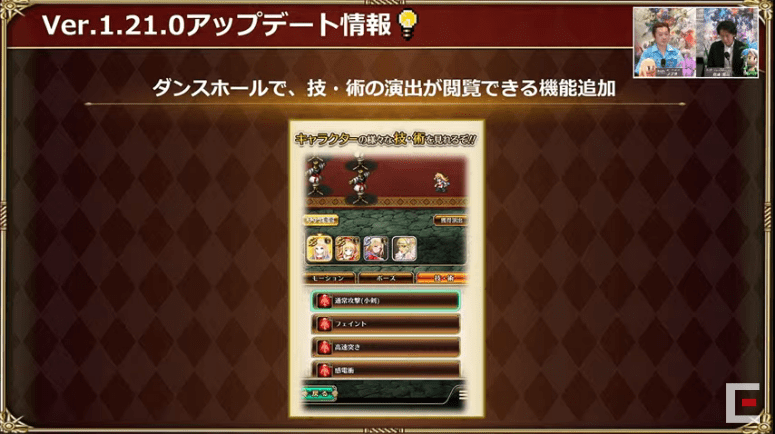 Ver.1.21.0アップデート情報
ダンスホールで、技・術の演出が閲覧できる機能追加
キャラクターの様々な技・術を見れるぞ!!
モーション
ポーズ
技・術
通常攻撃(小剣)
フェイント
高速突き
感電衝
戻る